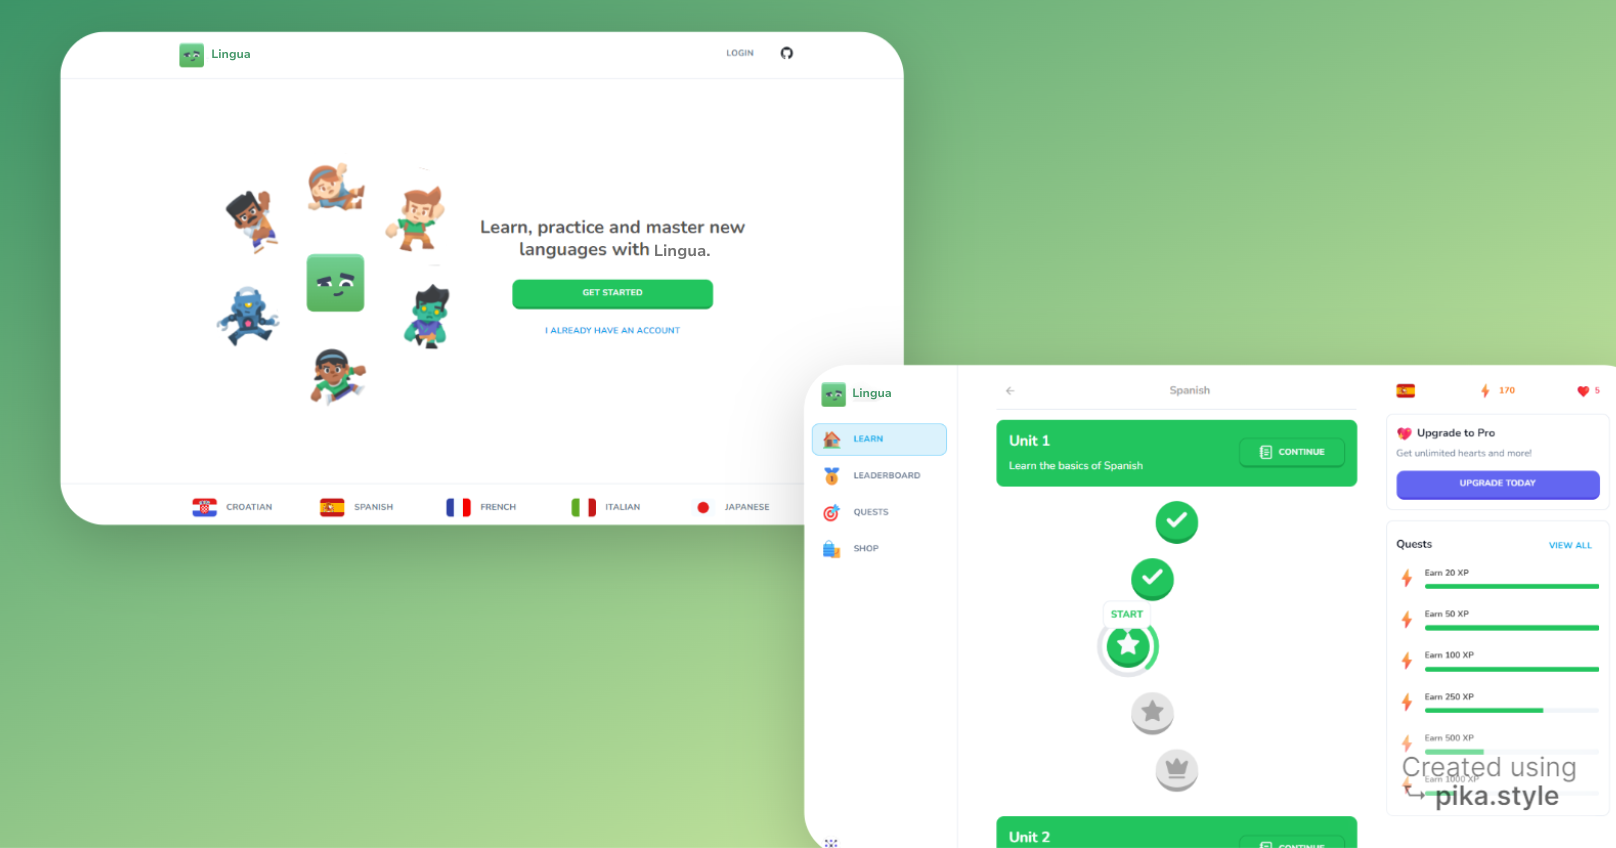 Lingua
LOGIN
Learn, practice and master new
languages with Lingua.
GET STARTED
I ALREADY HAVE AN ACCOUNT
CROATIAN
SPANISH
FRENCH
ITALIAN
JAPANESE
Lingua
LEARN
LEADERBOARD
QUESTS
SHOP
Spanish
Unit 1
Learn the basics of Spanish
CONTINUE
START
Unit 2
CONTINUE
170
5
Upgrade to Pro
Get unlimited hearts and more!
UPGRADE TODAY
Quests
VIEW ALL
Earn 20 XP
Earn 50 XP
Earn 100 XP
Earn 250 XP
Earn 500 XP
Earn 1000 XP
Created using
pika.style